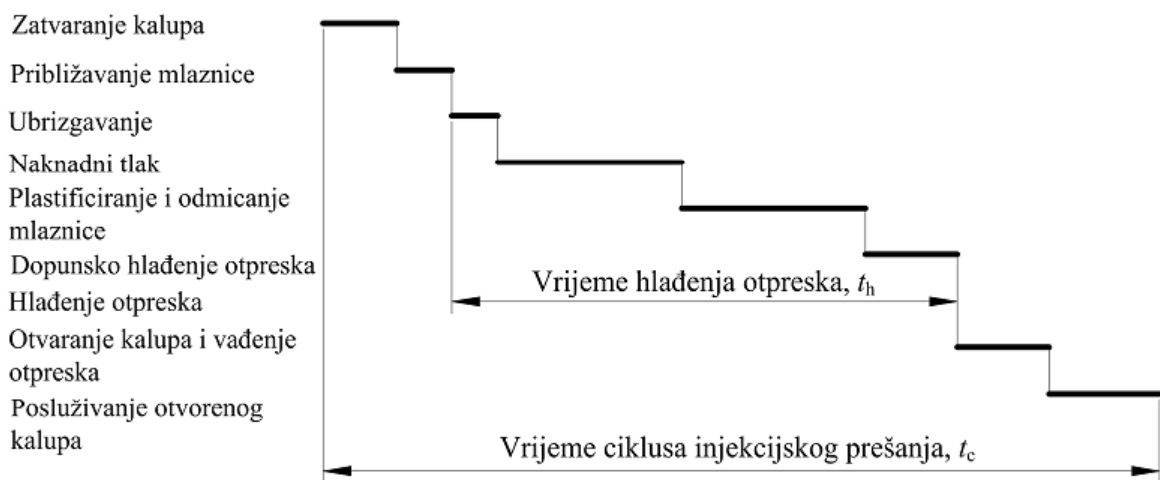 Zatvaranje kalupa
Približavanje mlaznice
Ubrizgavanje
Naknadni tlak
Plastificiranje i odmicanje
mlaznice
Dopunsko hlađenje otpreska
Hlađenje otpreska
Vrijeme hlađenja otpreska, th
Otvaranje kalupa i vađenje
otpreska
Posluživanje otvorenog
kalupa
Vrijeme ciklusa injekcijskog prešanja, tc